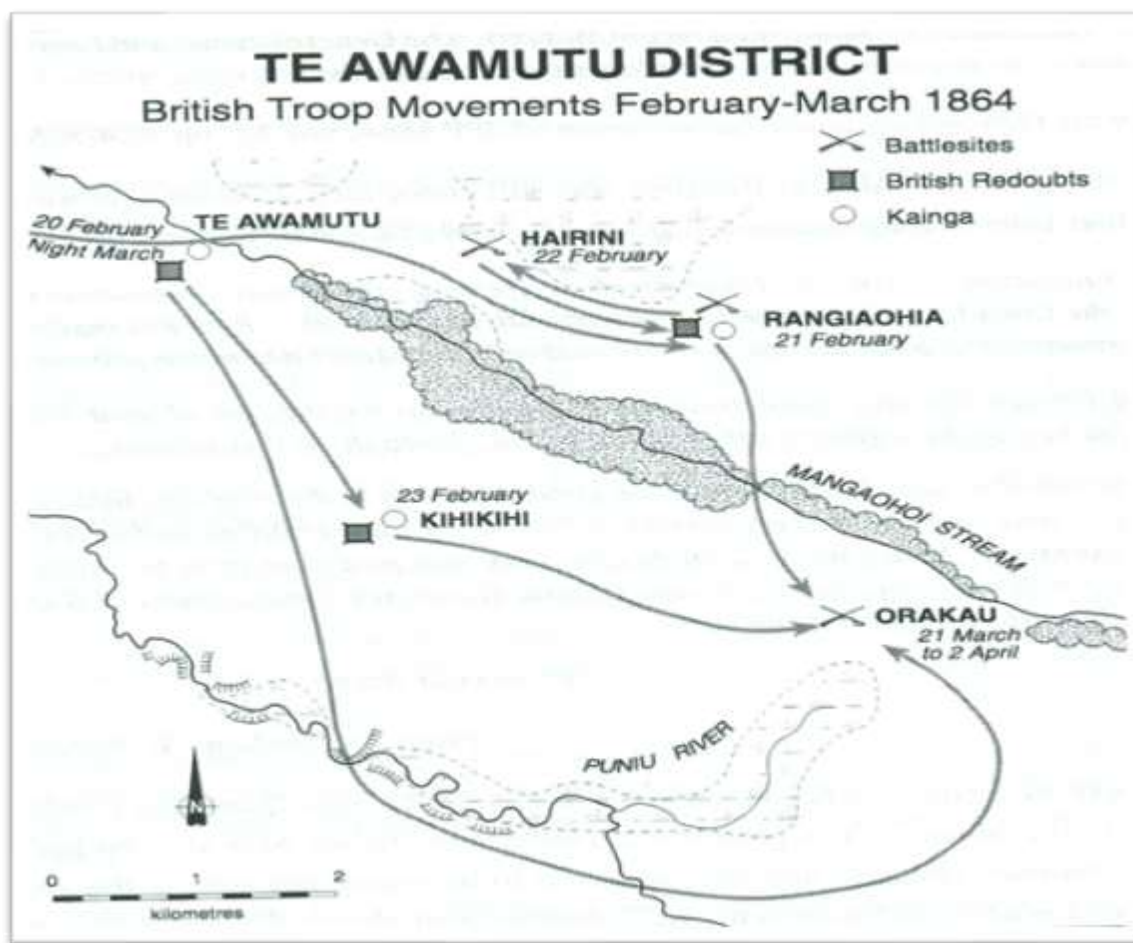 TE AWAMUTU DISTRICT
British Troop Movements February-March 1864
Battlesites
British Redoubts
Kainga
20 February
Night March
TE AWAMUTU
HAIRINI
22 February
RANGIAOHIA
21 February
23 February
KIHIKIHI
MANGAOHOI STREAM
ORAKAU
21 March
to 2 April
PUNIU RIVER
N
0 1 2
kilometres